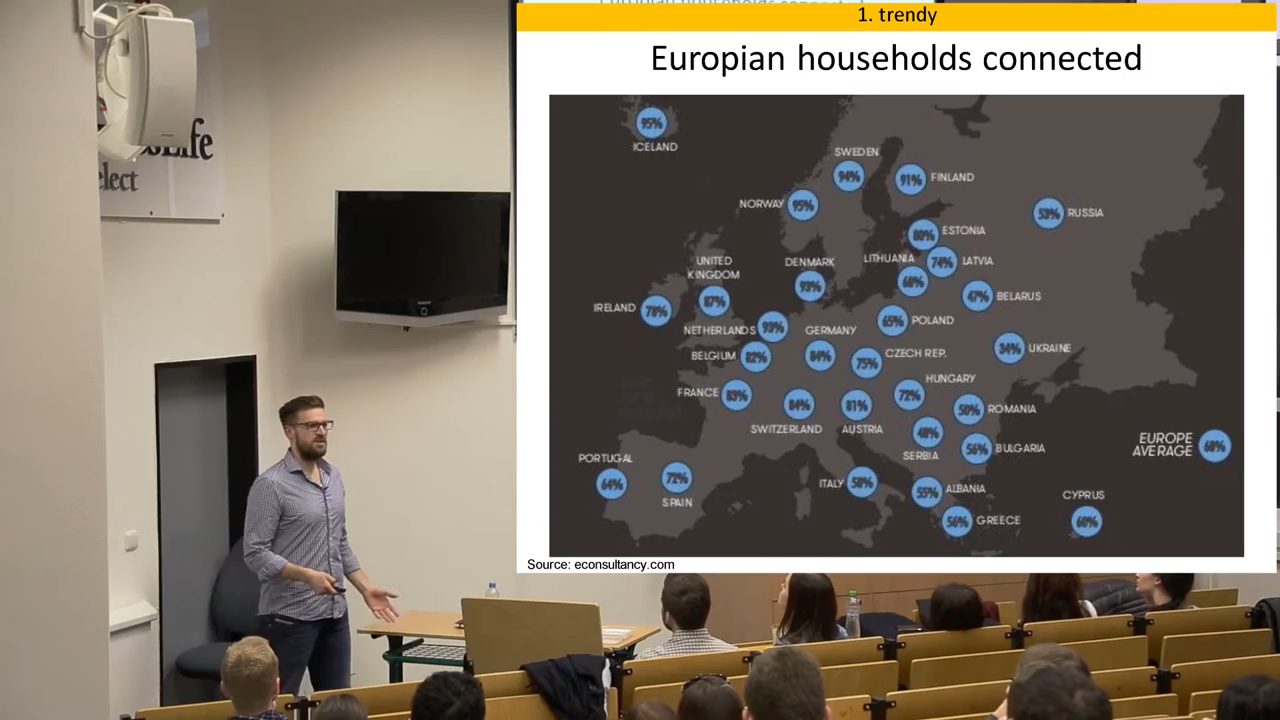 1. trendy
Europian households connected
95%
ICELAND
SWEDEN
94%
91%
FINLAND
NORWAY
95%
53%
RUSSIA
80%
ESTONIA
LITHUANIA
74%
LATVIA
68%
UNITED
KINGDOM
87%
DENMARK
93%
47%
BELARUS
IRELAND
78%
65%
POLAND
NETHERLANDS
93%
GERMANY
84%
BELGIUM
82%
75%
CZECH REP.
34%
UKRAINE
FRANCE
83%
84%
SWITZERLAND
81%
AUSTRIA
HUNGARY
72%
50%
ROMANIA
SERBIA
56%
BULGARIA
EUROPE
AVERAGE
PORTUGAL
64%
72%
SPAIN
ITALY
58%
55%
ALBANIA
56%
GREECE
CYPRUS
60%
Source: econsultancy.com
Life
elect